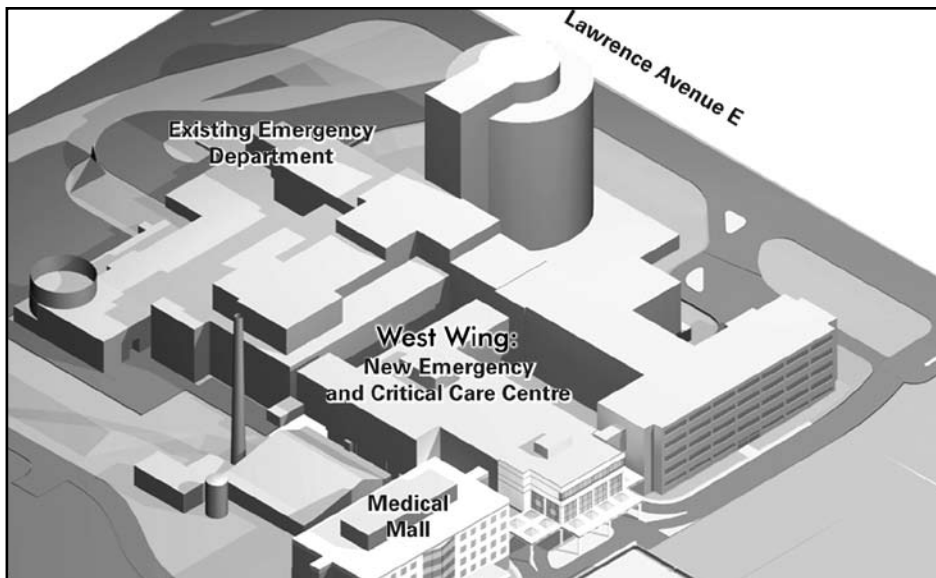 Lawrence Avenue E
Existing Emergency
Department
West Wing:
New Emergency
and Critical Care Centre
Medical
Mall